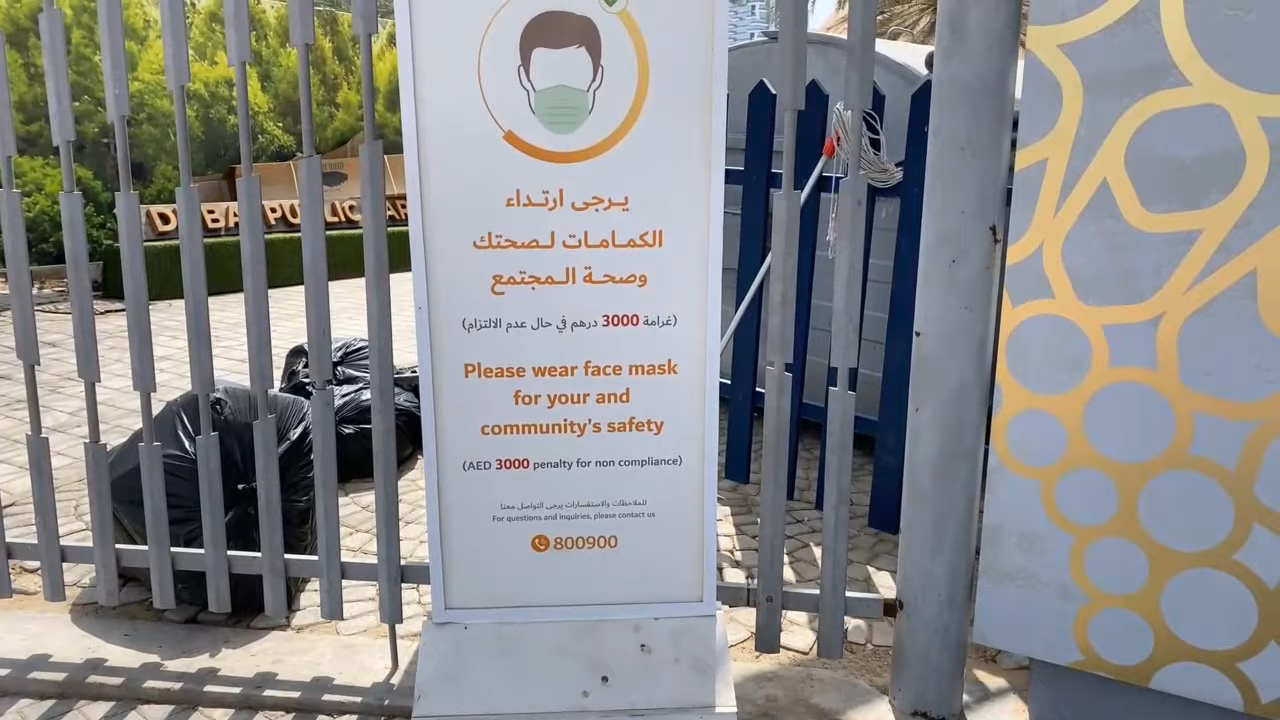 يرجى ارتداء
الكمامات لصحتك
وصحة المجتمع
(غرامة 3000 درهم في حال عدم الالتزام)
Please wear face mask
for your and
community's safety
(AED 3000 penalty for non compliance)
للملاحظات والاستفسارات يرجى التواصل معنا
For questions and inquiries, please contact us
800900
DUBAI PUBLIC